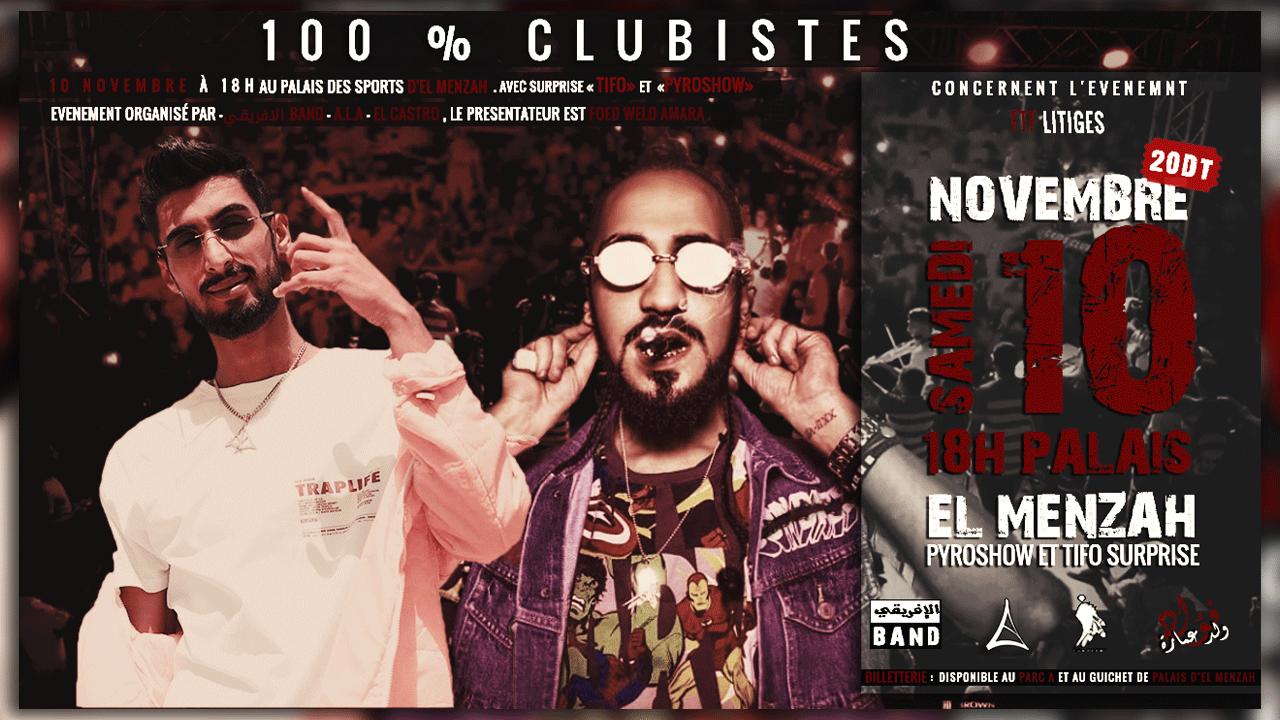 100 % CLUBISTES
10 NOVEMBRE À 18H AU PALAIS DES SPORTS D'EL MENZAH . AVEC SURPRISE « TIFO» ET «PYROSHOW»
EVENEMENT ORGANISÉ PAR - الافريقي BAND - A.L.A - EL CASTRO , LE PRESENTATEUR EST FOED WELD AMARA .
CONCERNENT L'EVENEMNT
FTF LITIGES
20DT
NOVEMBRE
SAMEDI
10
18H PALAIS
EL MENZAH
PYROSHOW ET TIFO SURPRISE
TRAPLIFE
الإفريقي
BAND
ولد عمارة
BILLETTERIE : DISPONIBLE AU PARC A ET AU GUICHET DE PALAIS D'EL MENZAH